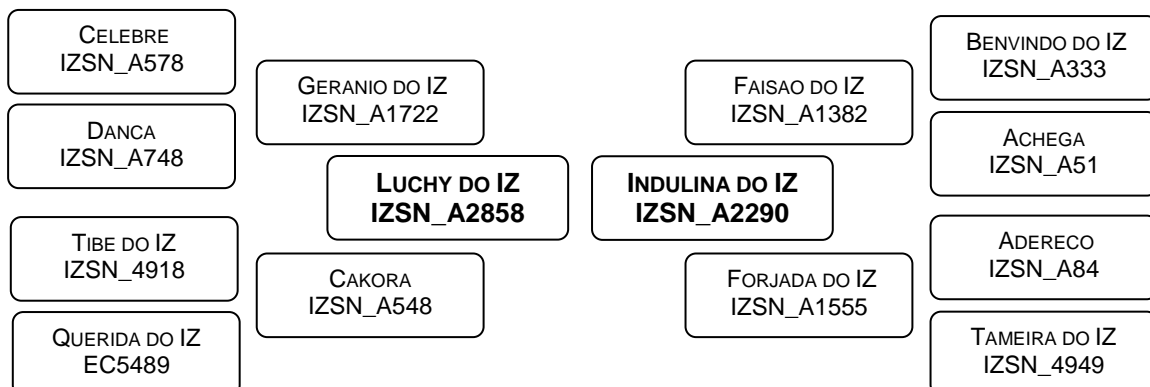 CELEBRE
IZSN_A578
DANCA
IZSN_A748
TIBE DO IZ
IZSN_4918
QUERIDA DO IZ
EC5489
GERANIO DO IZ
IZSN_A1722
CAKORA
IZSN_A548
LUCHY DO IZ
IZSN_A2858
INDULINA DO IZ
IZSN_A2290
FAISAO DO IZ
IZSN_A1382
FORJADA DO IZ
IZSN_A1555
BENVINDO DO IZ
IZSN_A333
ACHEGA
IZSN_A51
ADERECO
IZSN_A84
TAMEIRA DO IZ
IZSN_4949